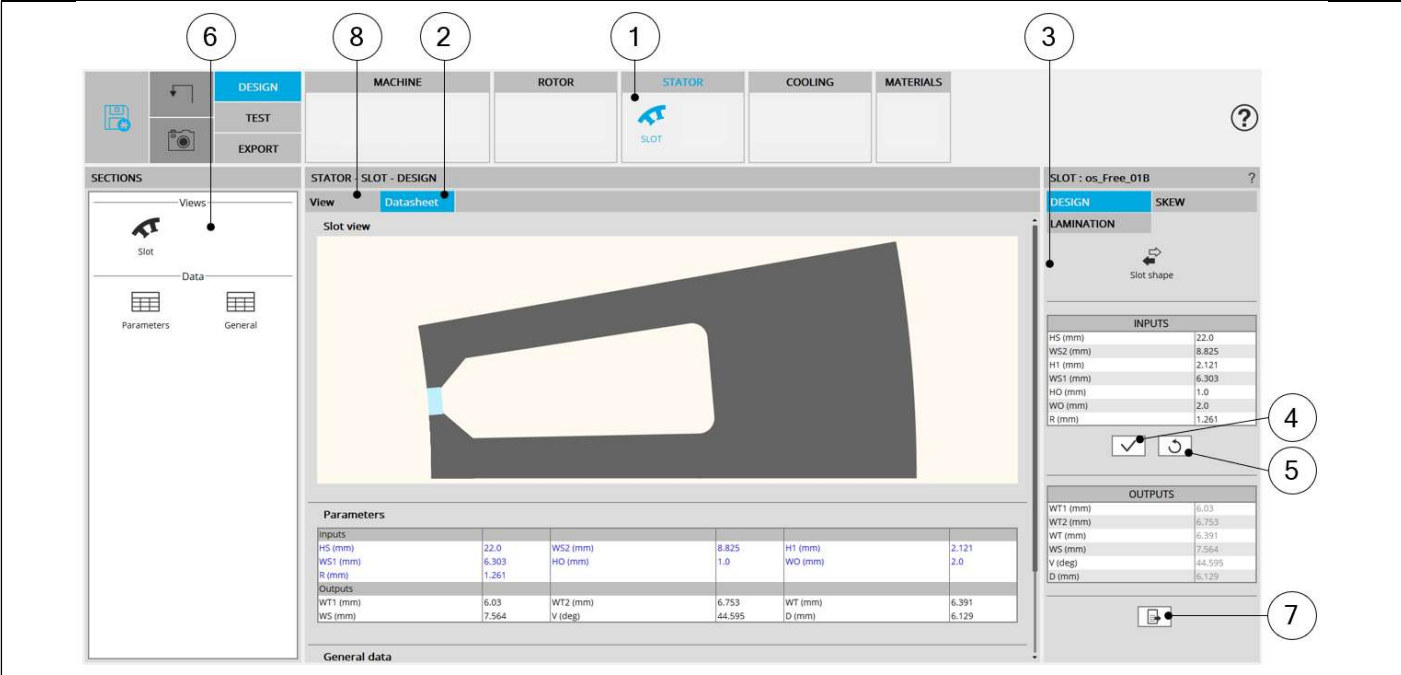 6 8 2 1 3
DESIGN MACHINE ROTOR STATOR COOLING MATERIALS
TEST
EXPORT
SLOT
?
SECTIONS
Views
Slot
Data
Parameters General
STATOR - SLOT - DESIGN
View Datasheet
Slot view
Parameters
Inputs
HS (mm) 22.0 WS2 (mm) 8.825 H1 (mm) 2.121
WS1 (mm) 6.303 HO (mm) 1.0 WO (mm) 2.0
R (mm) 1.261
Outputs
WT1 (mm) 6.03 WT2 (mm) 6.753 WT (mm) 6.391
WS (mm) 7.564 V (deg) 44.595 D (mm) 6.129
General data
SLOT : os_Free_01B ?
DESIGN SKEW
LAMINATION
Slot shape
INPUTS
HS (mm) 22.0
WS2 (mm) 8.825
H1 (mm) 2.121
WS1 (mm) 6.303
HO (mm) 1.0
WO (mm) 2.0
R (mm) 1.261
4
5
OUTPUTS
WT1 (mm) 6.03
WT2 (mm) 6.753
WT (mm) 6.391
WS (mm) 7.564
V (deg) 44.595
D (mm) 6.129
7